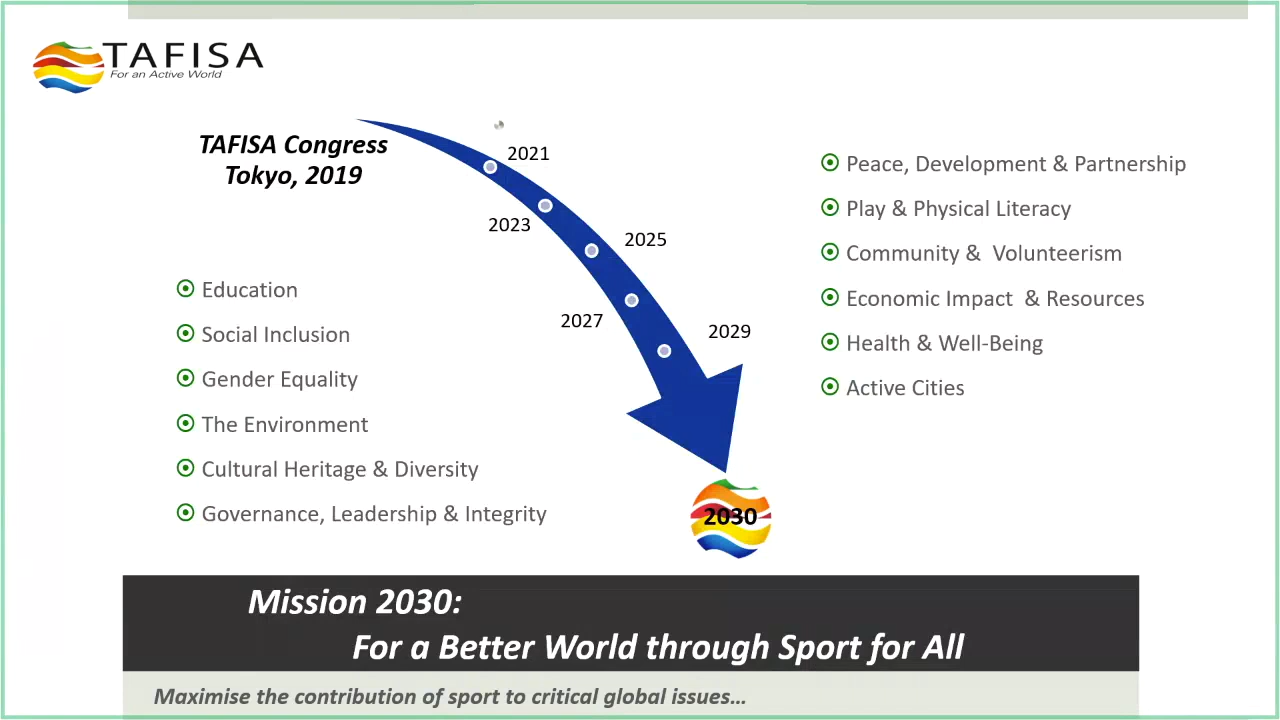 TAFISA
For an Active World
TAFISA Congress
Tokyo, 2019
2021
2023
2025
2027
2029
2030
Education
Social Inclusion
Gender Equality
The Environment
Cultural Heritage & Diversity
Governance, Leadership & Integrity
Peace, Development & Partnership
Play & Physical Literacy
Community &  Volunteerism
Economic Impact  & Resources
Health & Well-Being
Active Cities
Mission 2030:
For a Better World through Sport for All
Maximise the contribution of sport to critical global issues...